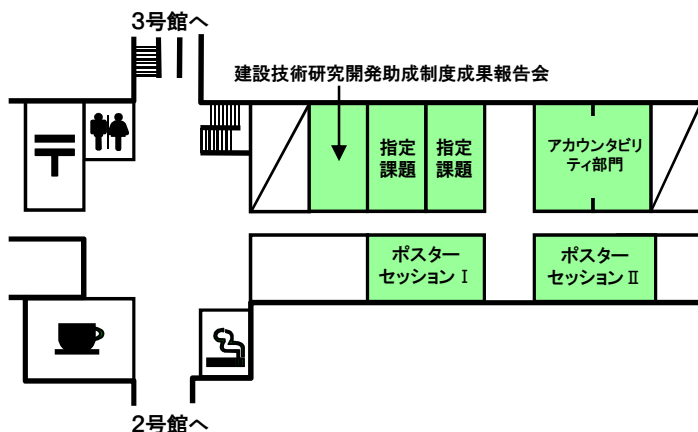 3号館へ
建設技術研究開発助成制度成果報告会
指定
課題
指定
課題
アカウンタビリ
ティ部門
ポスター
セッションⅠ
ポスター
セッションⅡ
2号館へ